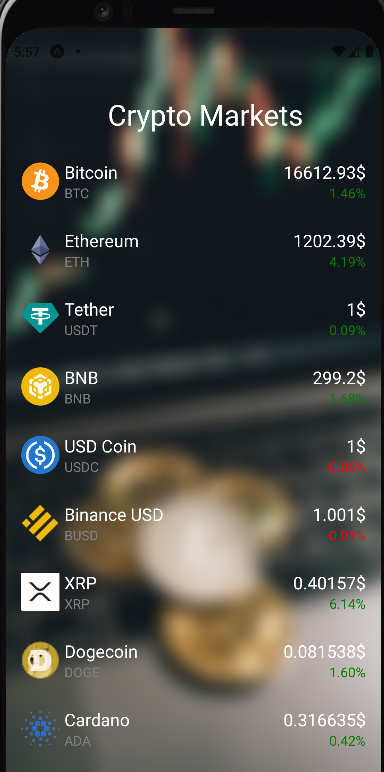 5:57
Crypto Markets
Bitcoin 16612.93$
BTC 1.46%
Ethereum 1202.39$
ETH 4.19%
Tether 1$
USDT 0.09%
BNB 299.2$
BNB 1.68%
USD Coin 1$
USDC -0.06%
Binance USD 1.001$
BUSD -0.01%
XRP 0.40157$
XRP 6.14%
Dogecoin 0.081538$
DOGE 1.60%
Cardano 0.316635$
ADA 0.42%